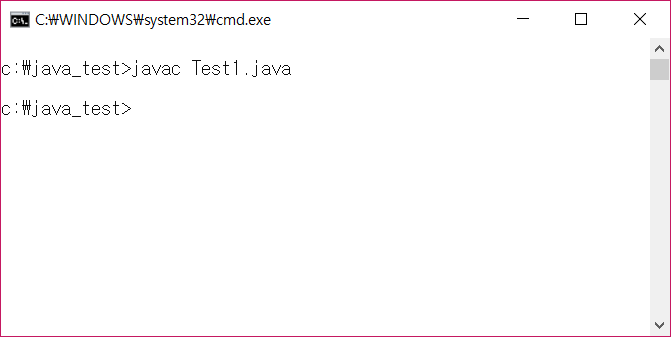 C:₩WINDOWS₩system32₩cmd.exe
c:₩java_test>javac Test1.java
c:₩java_test>